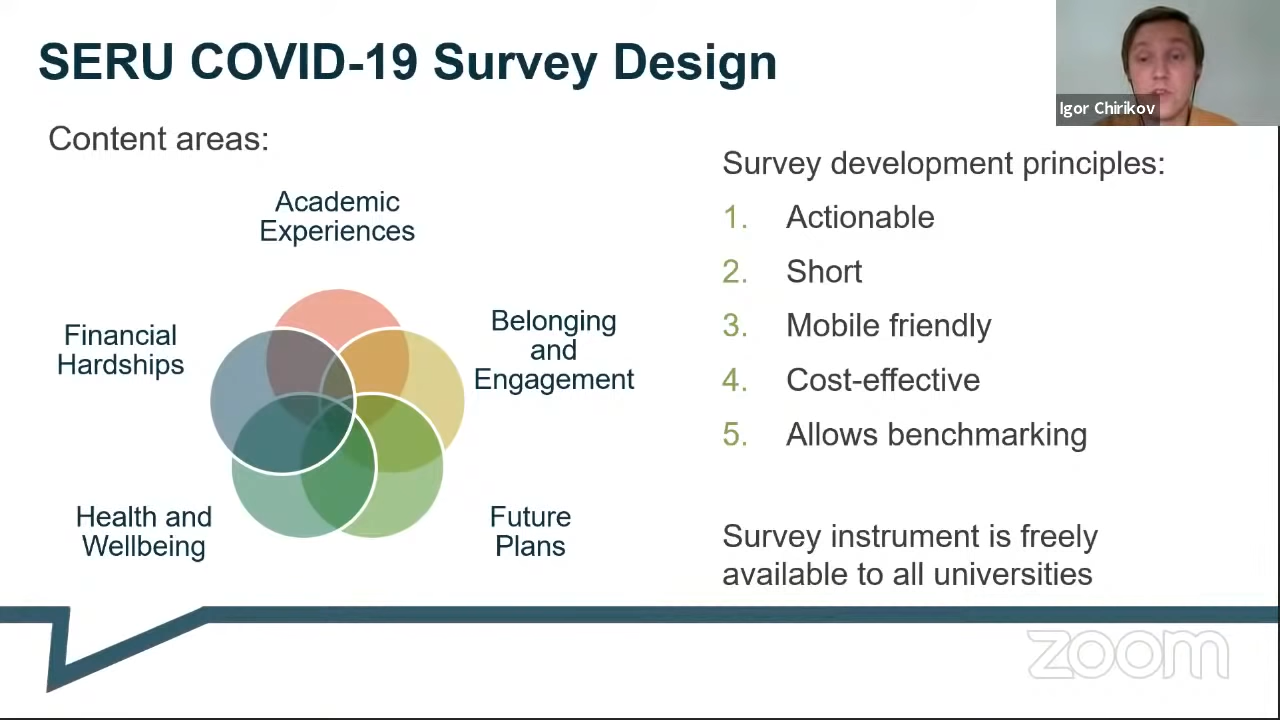 SERU COVID-19 Survey Design
Igor Chirikov
Content areas:
Academic
Experiences
Belonging
and
Engagement
Future
Plans
Health and
Wellbeing
Financial
Hardships
Survey development principles:
1. Actionable
2. Short
3. Mobile friendly
4. Cost-effective
5. Allows benchmarking
Survey instrument is freely
available to all universities
zoom